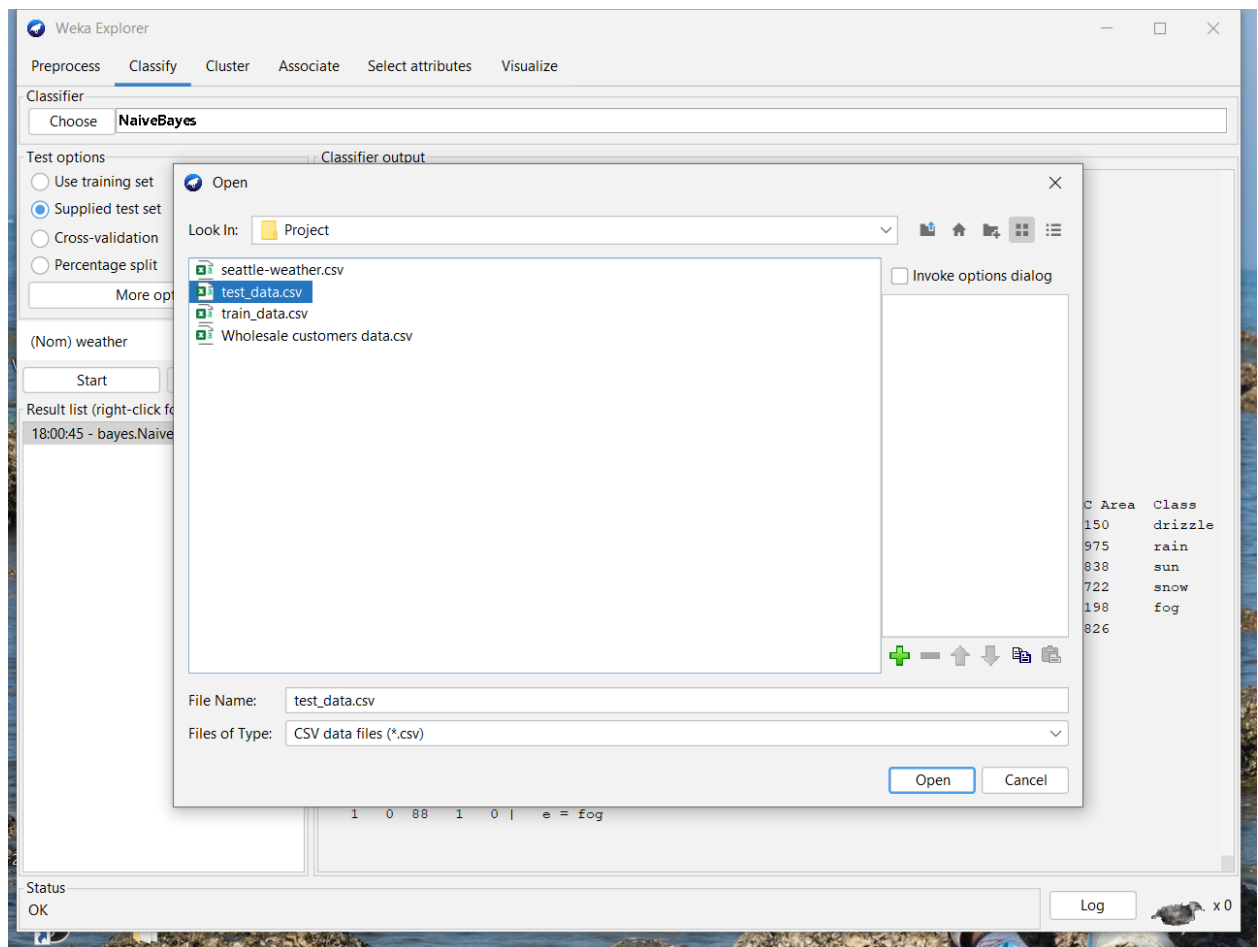 Weka Explorer
Preprocess Classify Cluster Associate Select attributes Visualize
Classifier
Choose NaiveBayes
Test options
Classifier output
Use training set
Supplied test set
Cross-validation
Percentage split
More opt
(Nom) weather
Start
Result list (right-click fo
18:00:45 - bayes.Naive
Open
Look In: Project
seattle-weather.csv
test_data.csv
train_data.csv
Wholesale customers data.csv
Invoke options dialog
File Name: test_data.csv
Files of Type: CSV data files (*.csv)
Open Cancel
C Area Class
150 drizzle
975 rain
838 sun
722 snow
198 fog
826
1 0 88 1 0 | e = fog
Status
OK
Log x 0